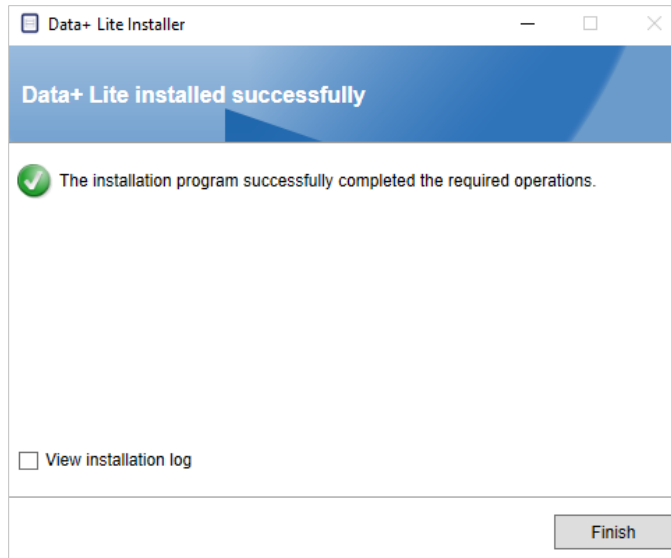 Data+ Lite Installer
Data+ Lite installed successfully
The installation program successfully completed the required operations.
View installation log
Finish